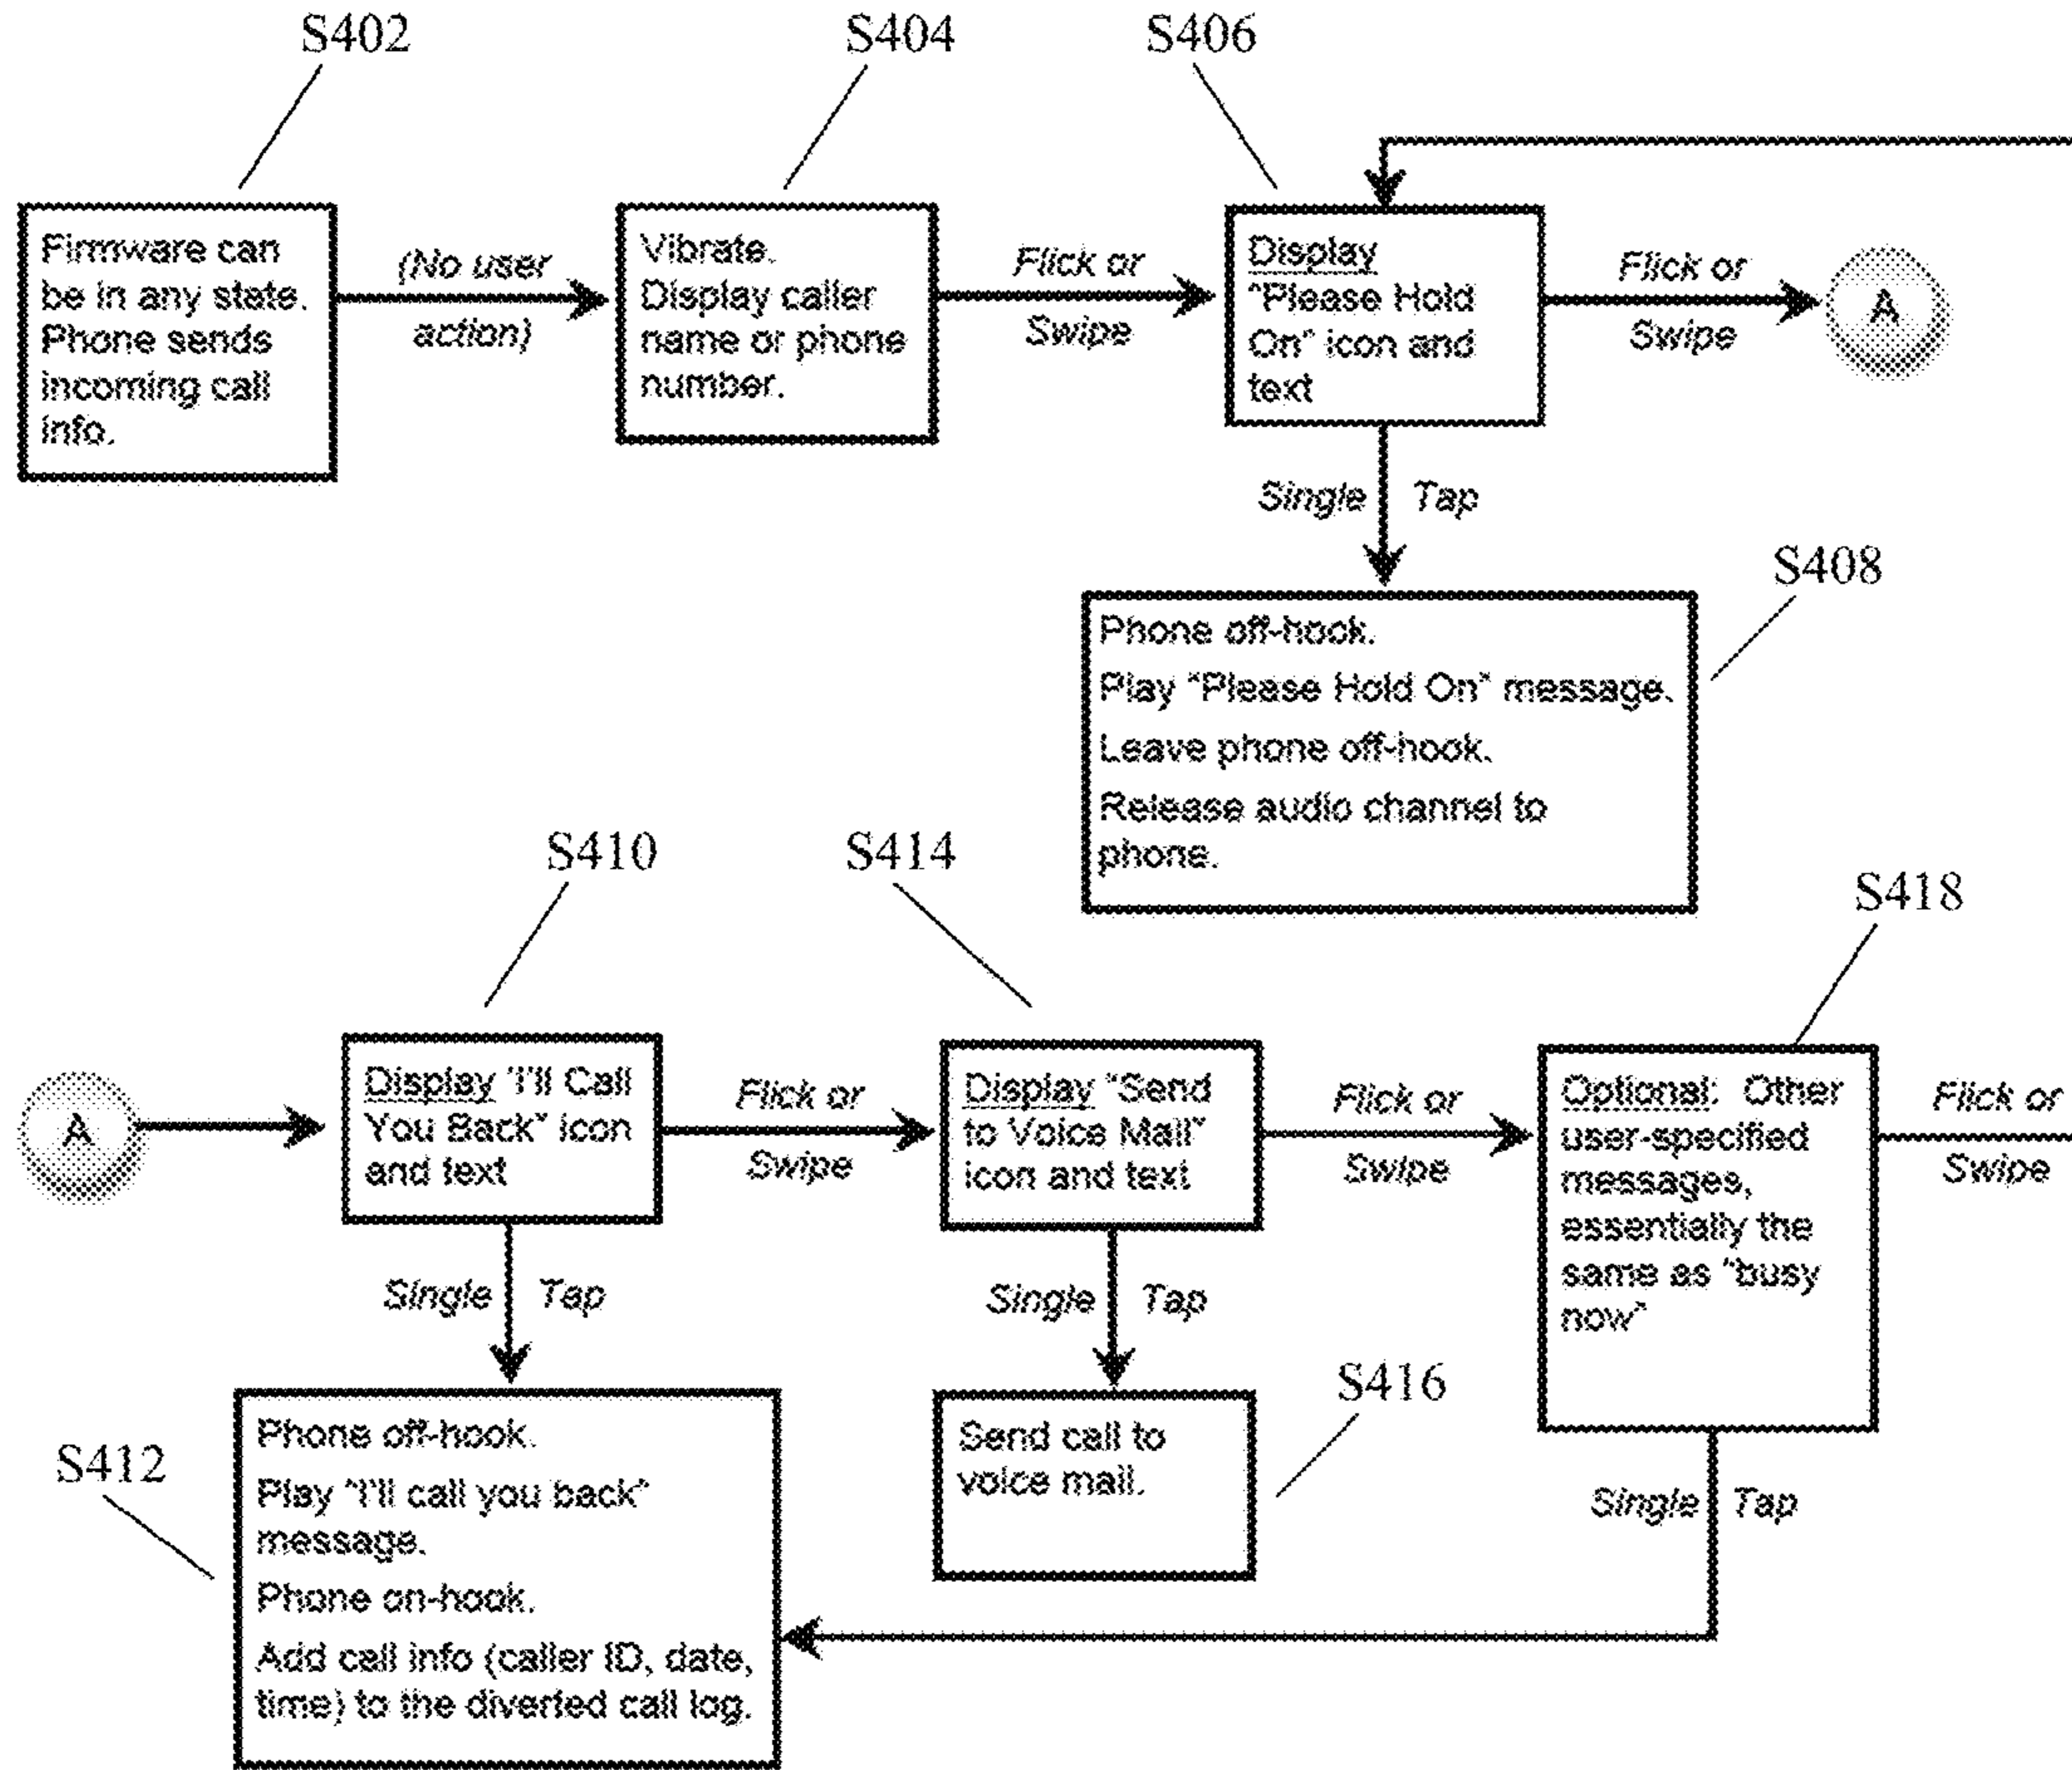 S402
S404
S406
Firmware can
be in any state.
Phone sends
incoming call
info.
(No user
action)
Vibrate.
Display caller
name or phone
number.
Flick or
Swipe
Display
"Please Hold
On" icon and
text
Flick or
Swipe
A
Single Tap
S408
Phone off-hook.
Play "Please Hold On" message.
Leave phone off-hook.
Release audio channel to
phone.
S410
S414
S418
A
Display "I'll Call
You Back" icon
and text
Flick or
Swipe
Display "Send
to Voice Mail"
icon and text
Flick or
Swipe
Optional: Other
user-specified
messages,
essentially the
same as "busy
now"
Flick or
Swipe
Single Tap
Single Tap
S416
S412
Phone off-hook.
Play "I'll call you back"
message.
Phone on-hook.
Add call info (caller ID, date,
time) to the diverted call log.
Send call to
voice mail.
Single Tap